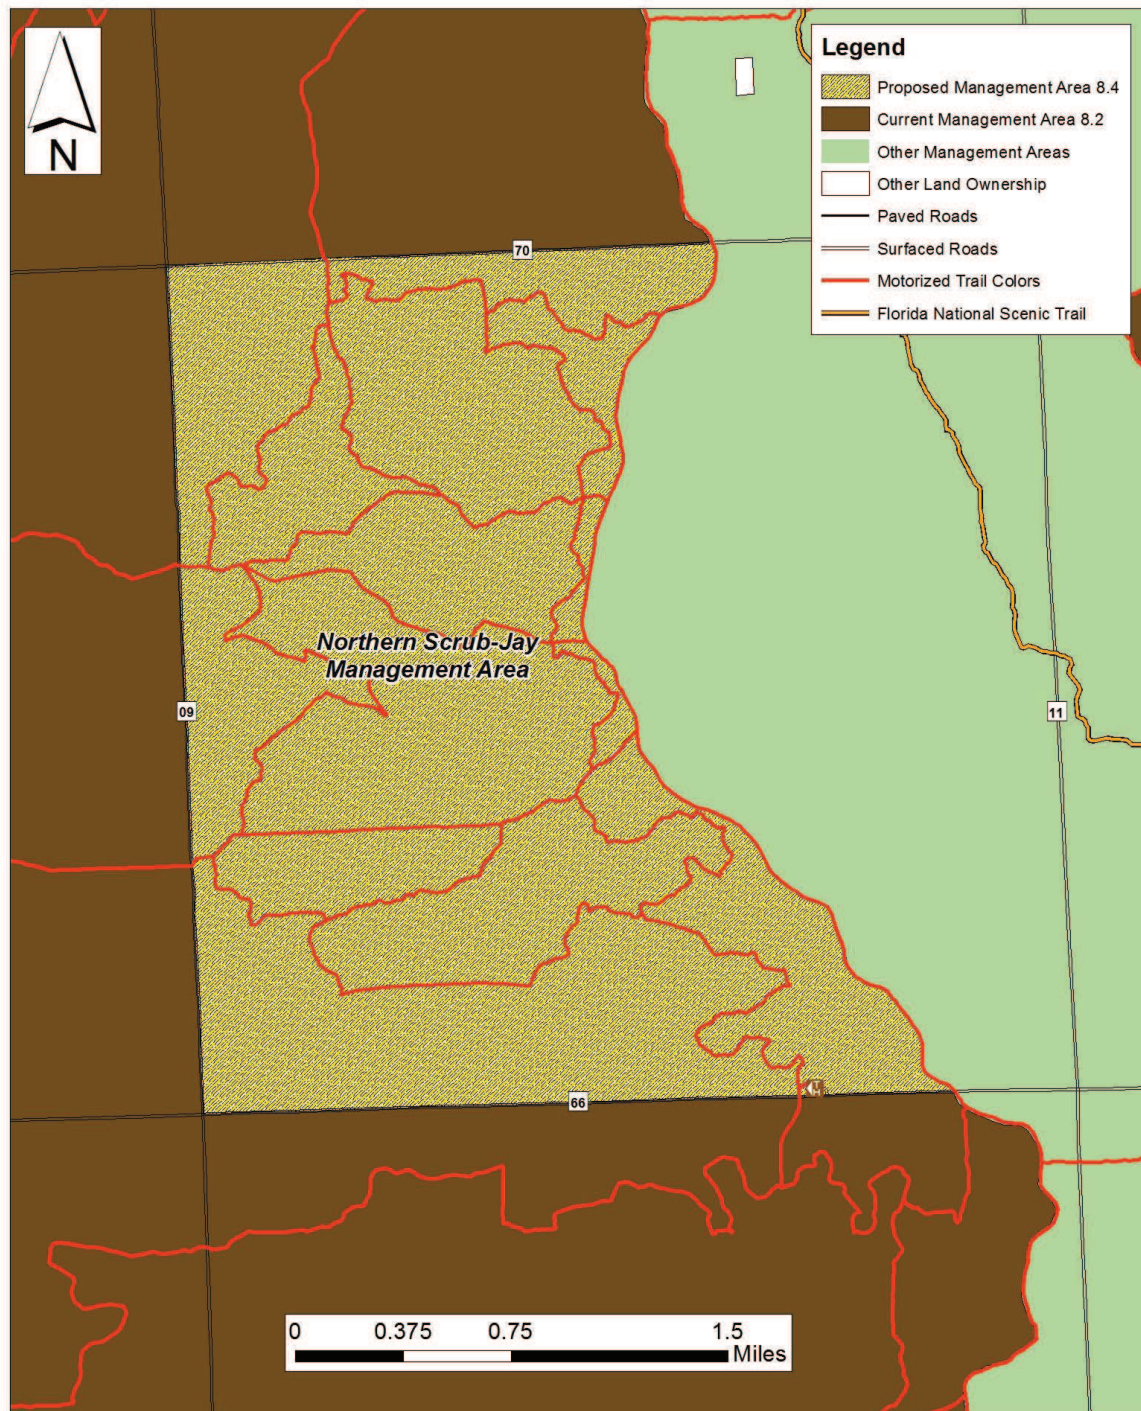 N
Legend
Proposed Management Area 8.4
Current Management Area 8.2
Other Management Areas
Other Land Ownership
Paved Roads
Surfaced Roads
Motorized Trail Colors
Florida National Scenic Trail
70
Northern Scrub-Jay
Management Area
09
11
66
0 0.375 0.75 1.5
Miles